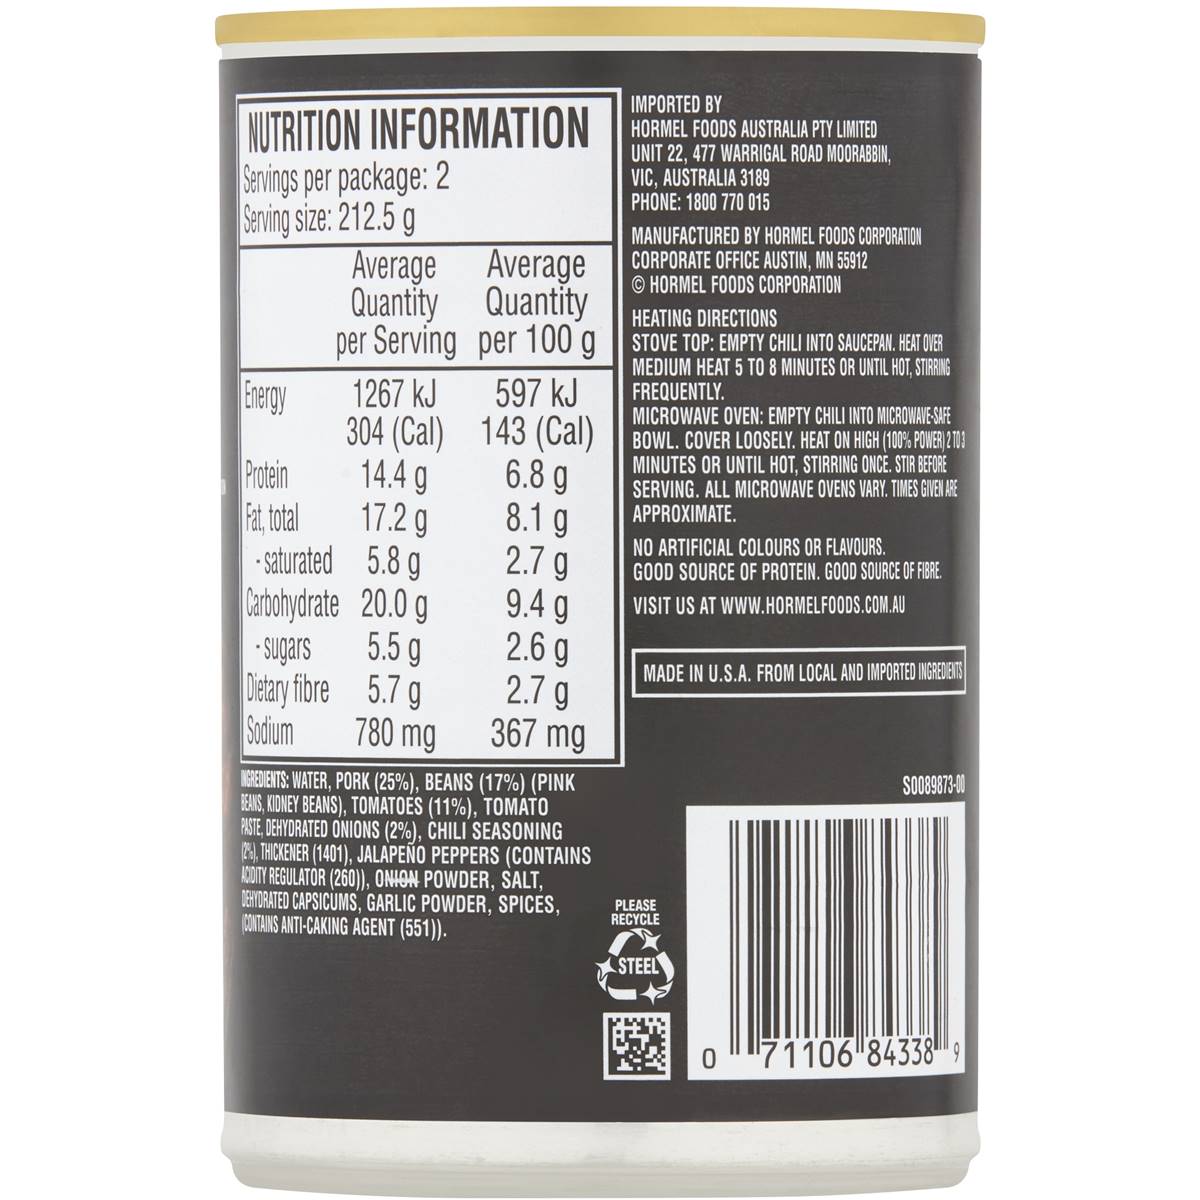 NUTRITION INFORMATION
Servings per package: 2
Serving size: 212.5 g
Average Quantity per Serving
Average Quantity per 100 g
Energy 1267 kJ 597 kJ
304 (Cal) 143 (Cal)
Protein 14.4 g 6.8 g
Fat, total 17.2 g 8.1 g
- saturated 5.8 g 2.7 g
Carbohydrate 20.0 g 9.4 g
- sugars 5.5 g 2.6 g
Dietary fibre 5.7 g 2.7 g
Sodium 780 mg 367 mg
INGREDIENTS: WATER, PORK (25%), BEANS (17%) (PINK
BEANS, KIDNEY BEANS), TOMATOES (11%), TOMATO
PASTE, DEHYDRATED ONIONS (2%), CHILI SEASONING
(2%), THICKENER (1401), JALAPEÑO PEPPERS (CONTAINS
ACIDITY REGULATOR (260)), ONION POWDER, SALT,
DEHYDRATED CAPSICUMS, GARLIC POWDER, SPICES,
(CONTAINS ANTI-CAKING AGENT (551)).
IMPORTED BY
HORMEL FOODS AUSTRALIA PTY LIMITED
UNIT 22, 477 WARRIGAL ROAD MOORABBIN,
VIC, AUSTRALIA 3189
PHONE: 1800 770 015
MANUFACTURED BY HORMEL FOODS CORPORATION
CORPORATE OFFICE AUSTIN, MN 55912
© HORMEL FOODS CORPORATION
HEATING DIRECTIONS
STOVE TOP: EMPTY CHILI INTO SAUCEPAN. HEAT OVER
MEDIUM HEAT 5 TO 8 MINUTES OR UNTIL HOT, STIRRING
FREQUENTLY.
MICROWAVE OVEN: EMPTY CHILI INTO MICROWAVE-SAFE
BOWL. COVER LOOSELY. HEAT ON HIGH (100% POWER) 2 TO 3
MINUTES OR UNTIL HOT, STIRRING ONCE. STIR BEFORE
SERVING. ALL MICROWAVE OVENS VARY. TIMES GIVEN ARE
APPROXIMATE.
NO ARTIFICIAL COLOURS OR FLAVOURS.
GOOD SOURCE OF PROTEIN. GOOD SOURCE OF FIBRE.
VISIT US AT WWW.HORMELFOODS.COM.AU
MADE IN U.S.A. FROM LOCAL AND IMPORTED INGREDIENTS
S0089873-00
PLEASE
RECYCLE
STEEL
0 71106 84338 9